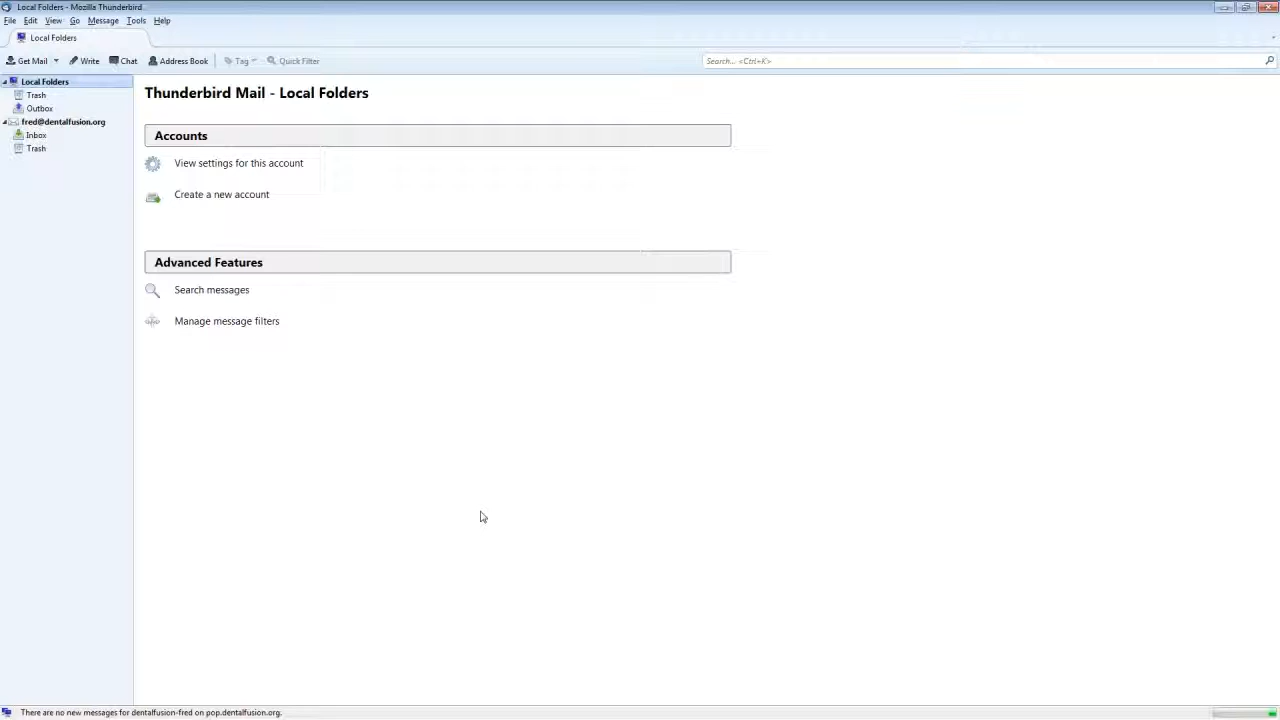 Local Folders - Mozilla Thunderbird
File Edit View Go Message Tools Help
Local Folders
Get Mail Write Chat Address Book Tag Quick Filter Search... <Ctrl+K>
Local Folders
Trash
Outbox
fred@dentalfusion.org
Inbox
Trash
Thunderbird Mail - Local Folders
Accounts
View settings for this account
Create a new account
Advanced Features
Search messages
Manage message filters
There are no new messages for dentalfusion-fred on pop.dentalfusion.org.